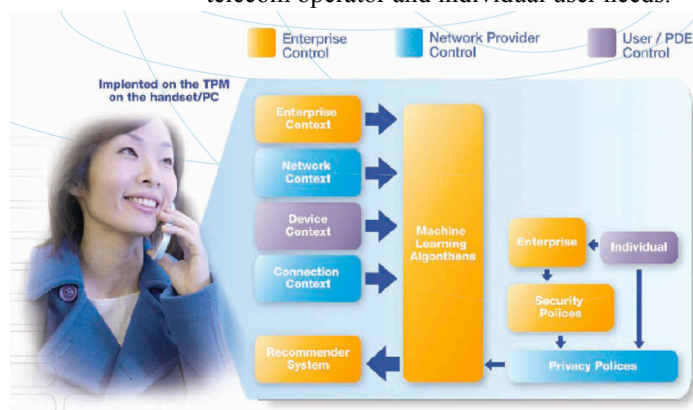 telecom operator and individual user needs.
Enterprise
Control
Network Provider
Control
User / PDE
Control
Implented on the TPM
on the handset/PC
Enterprise
Context
Network
Context
Device
Context
Connection
Context
Recommender
System
Machine
Learning
Algonthens
Enterprise
Individual
Security
Polices
Privacy Polices